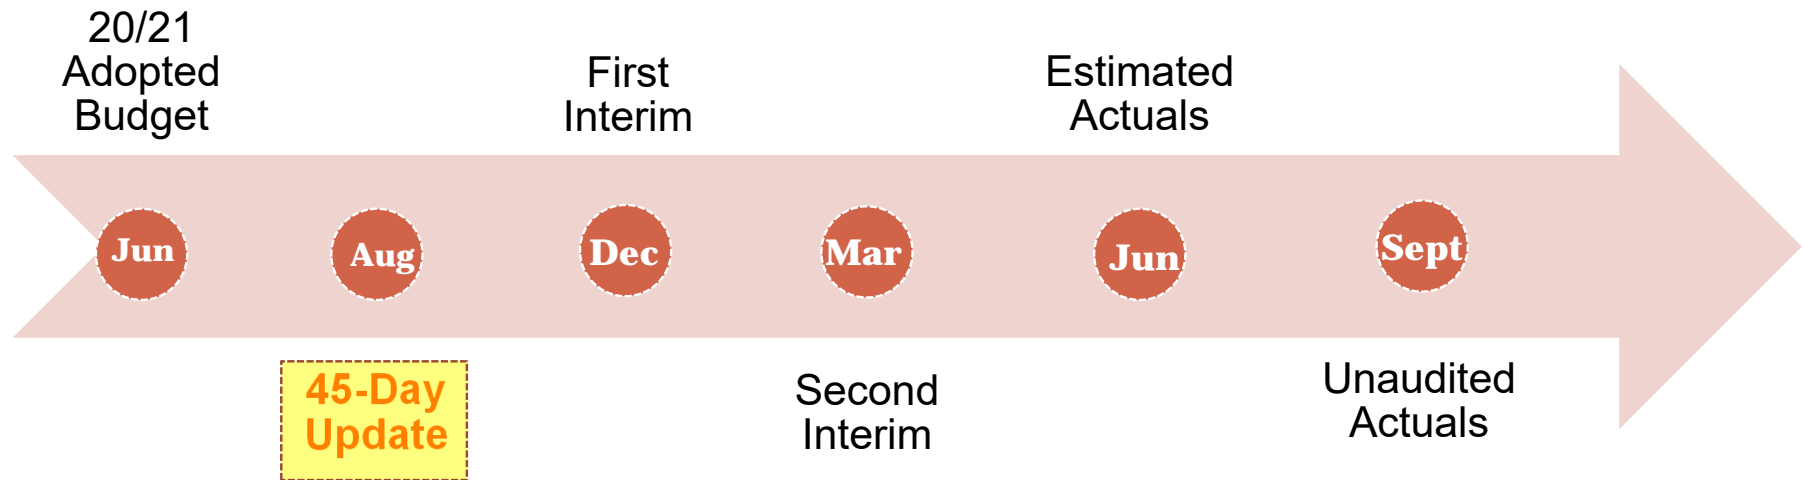 20/21
Adopted
Budget
First
Interim
Estimated
Actuals
Jun
Aug
Dec
Mar
Jun
Sept
45-Day
Update
Second
Interim
Unaudited
Actuals